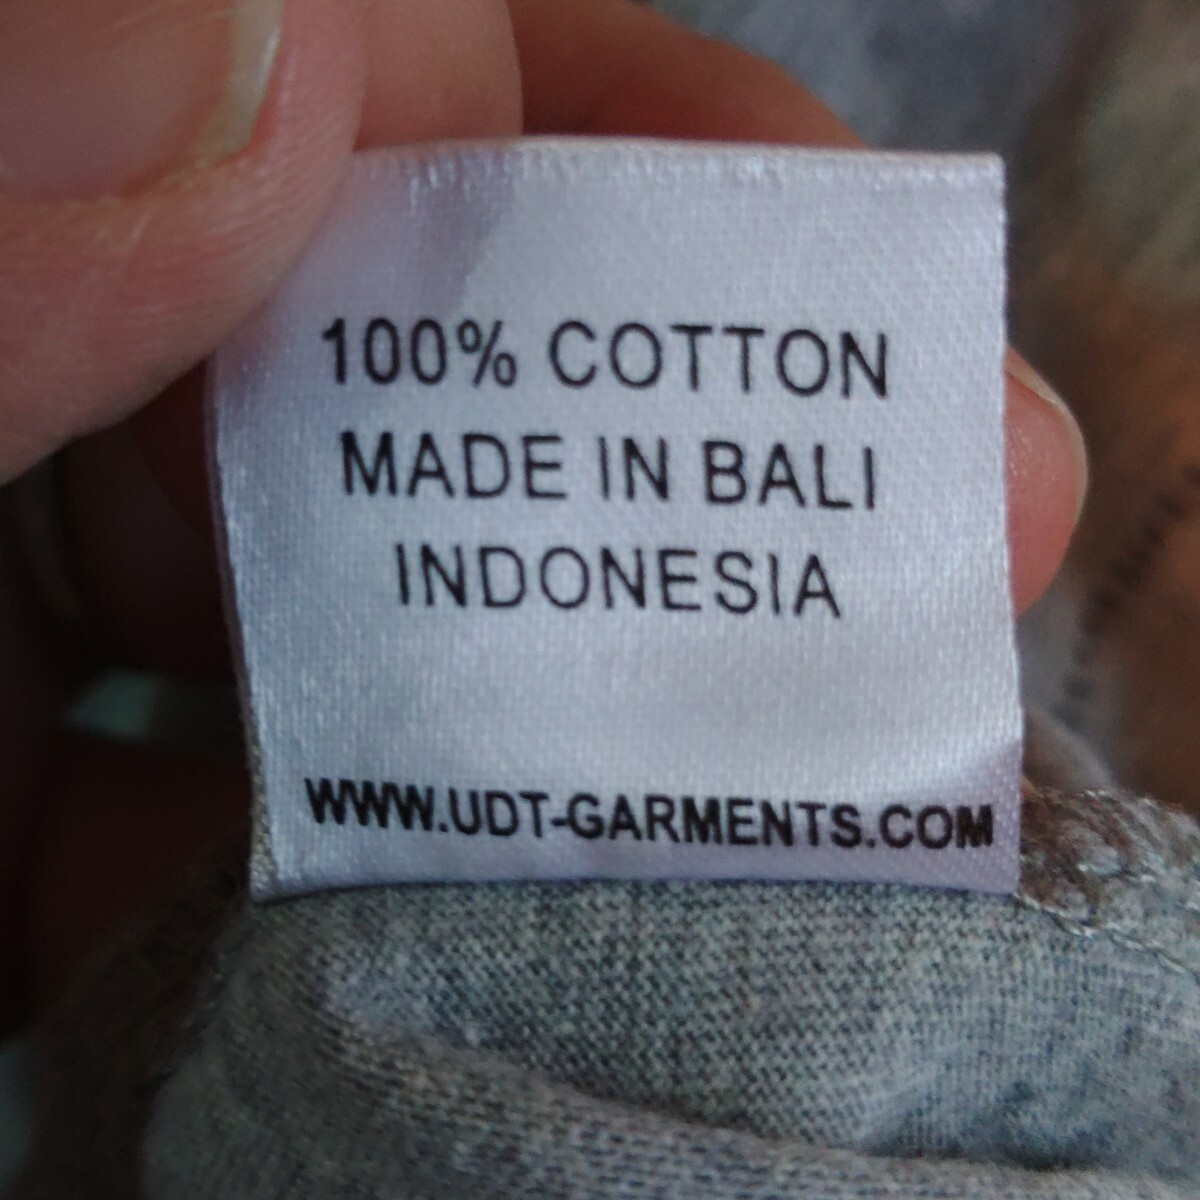 100% COTTON
MADE IN BALI
INDONESIA
WWW.UDT-GARMENTS.COM